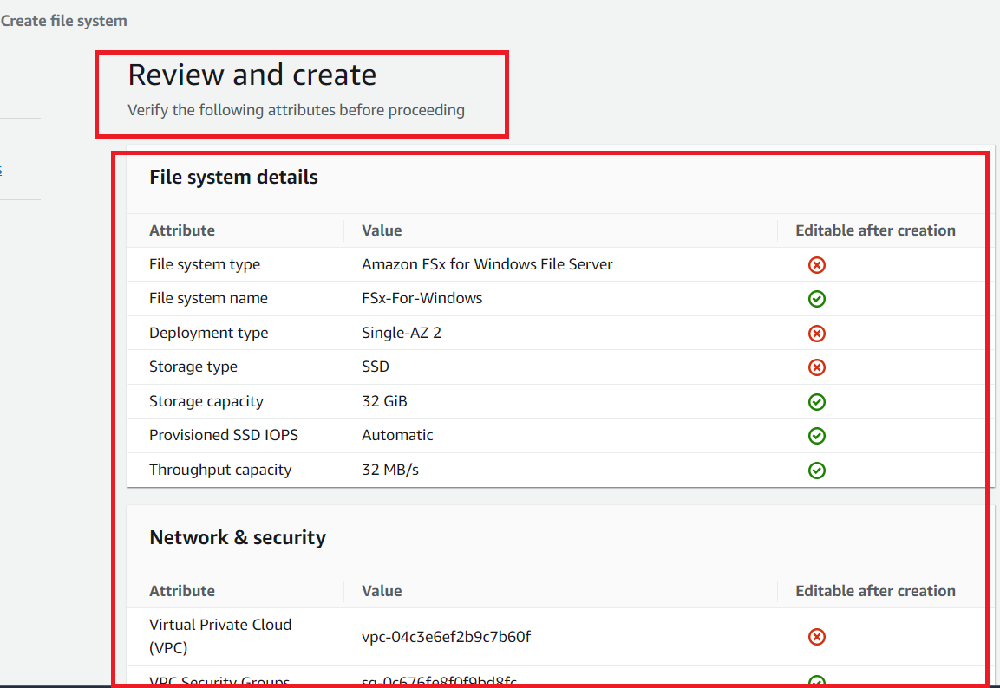 Create file system
Review and create
Verify the following attributes before proceeding
File system details
Attribute Value Editable after creation
File system type Amazon FSx for Windows File Server
File system name FSx-For-Windows
Deployment type Single-AZ 2
Storage type SSD
Storage capacity 32 GiB
Provisioned SSD IOPS Automatic
Throughput capacity 32 MB/s
Network & security
Attribute Value Editable after creation
Virtual Private Cloud
(VPC) vpc-04c3e6ef2b9c7b60f
VPC Security Groups sg-0c676fe8f0f9bd8fc